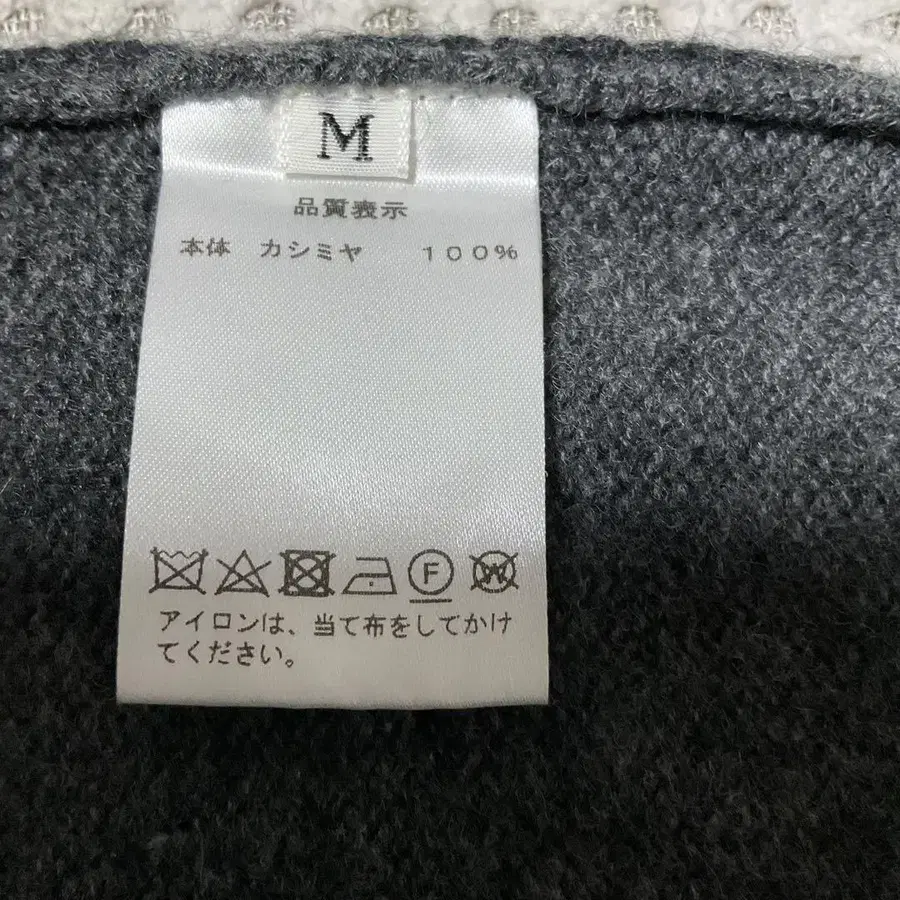 M
品質表示
本体 カシミヤ 100%
F W
アイロンは、当て布をしてかけ
てください。